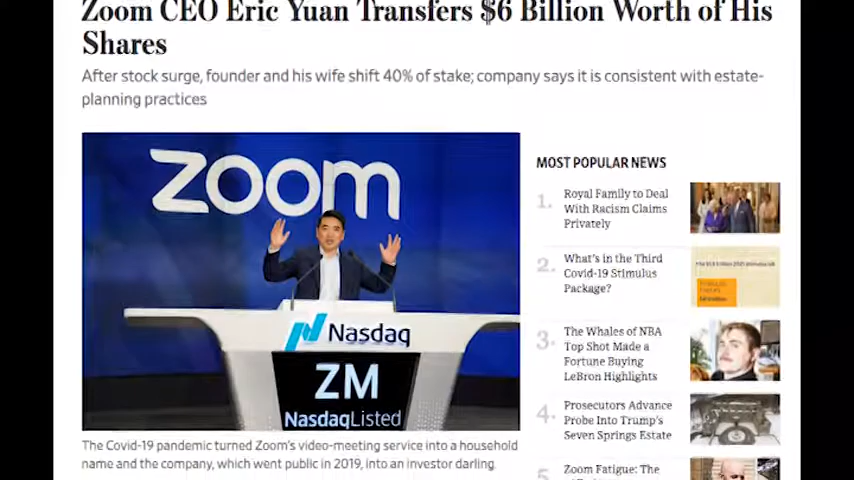 Zoom CEO Eric Yuan Transfers $6 Billion Worth of His
Shares
After stock surge, founder and his wife shift 40% of stake; company says it is consistent with estate-
planning practices
zoom
Nasdaq
ZM
NasdaqListed
The Covid-19 pandemic turned Zoom's video-meeting service into a household
name and the company, which went public in 2019, into an investor darling.
MOST POPULAR NEWS
1.
Royal Family to Deal
With Racism Claims
Privately
2.
What's in the Third
Covid-19 Stimulus
Package?
3.
The Whales of NBA
Top Shot Made a
Fortune Buying
LeBron Highlights
4.
Prosecutors Advance
Probe Into Trump's
Seven Springs Estate
5.
Zoom Fatigue: The